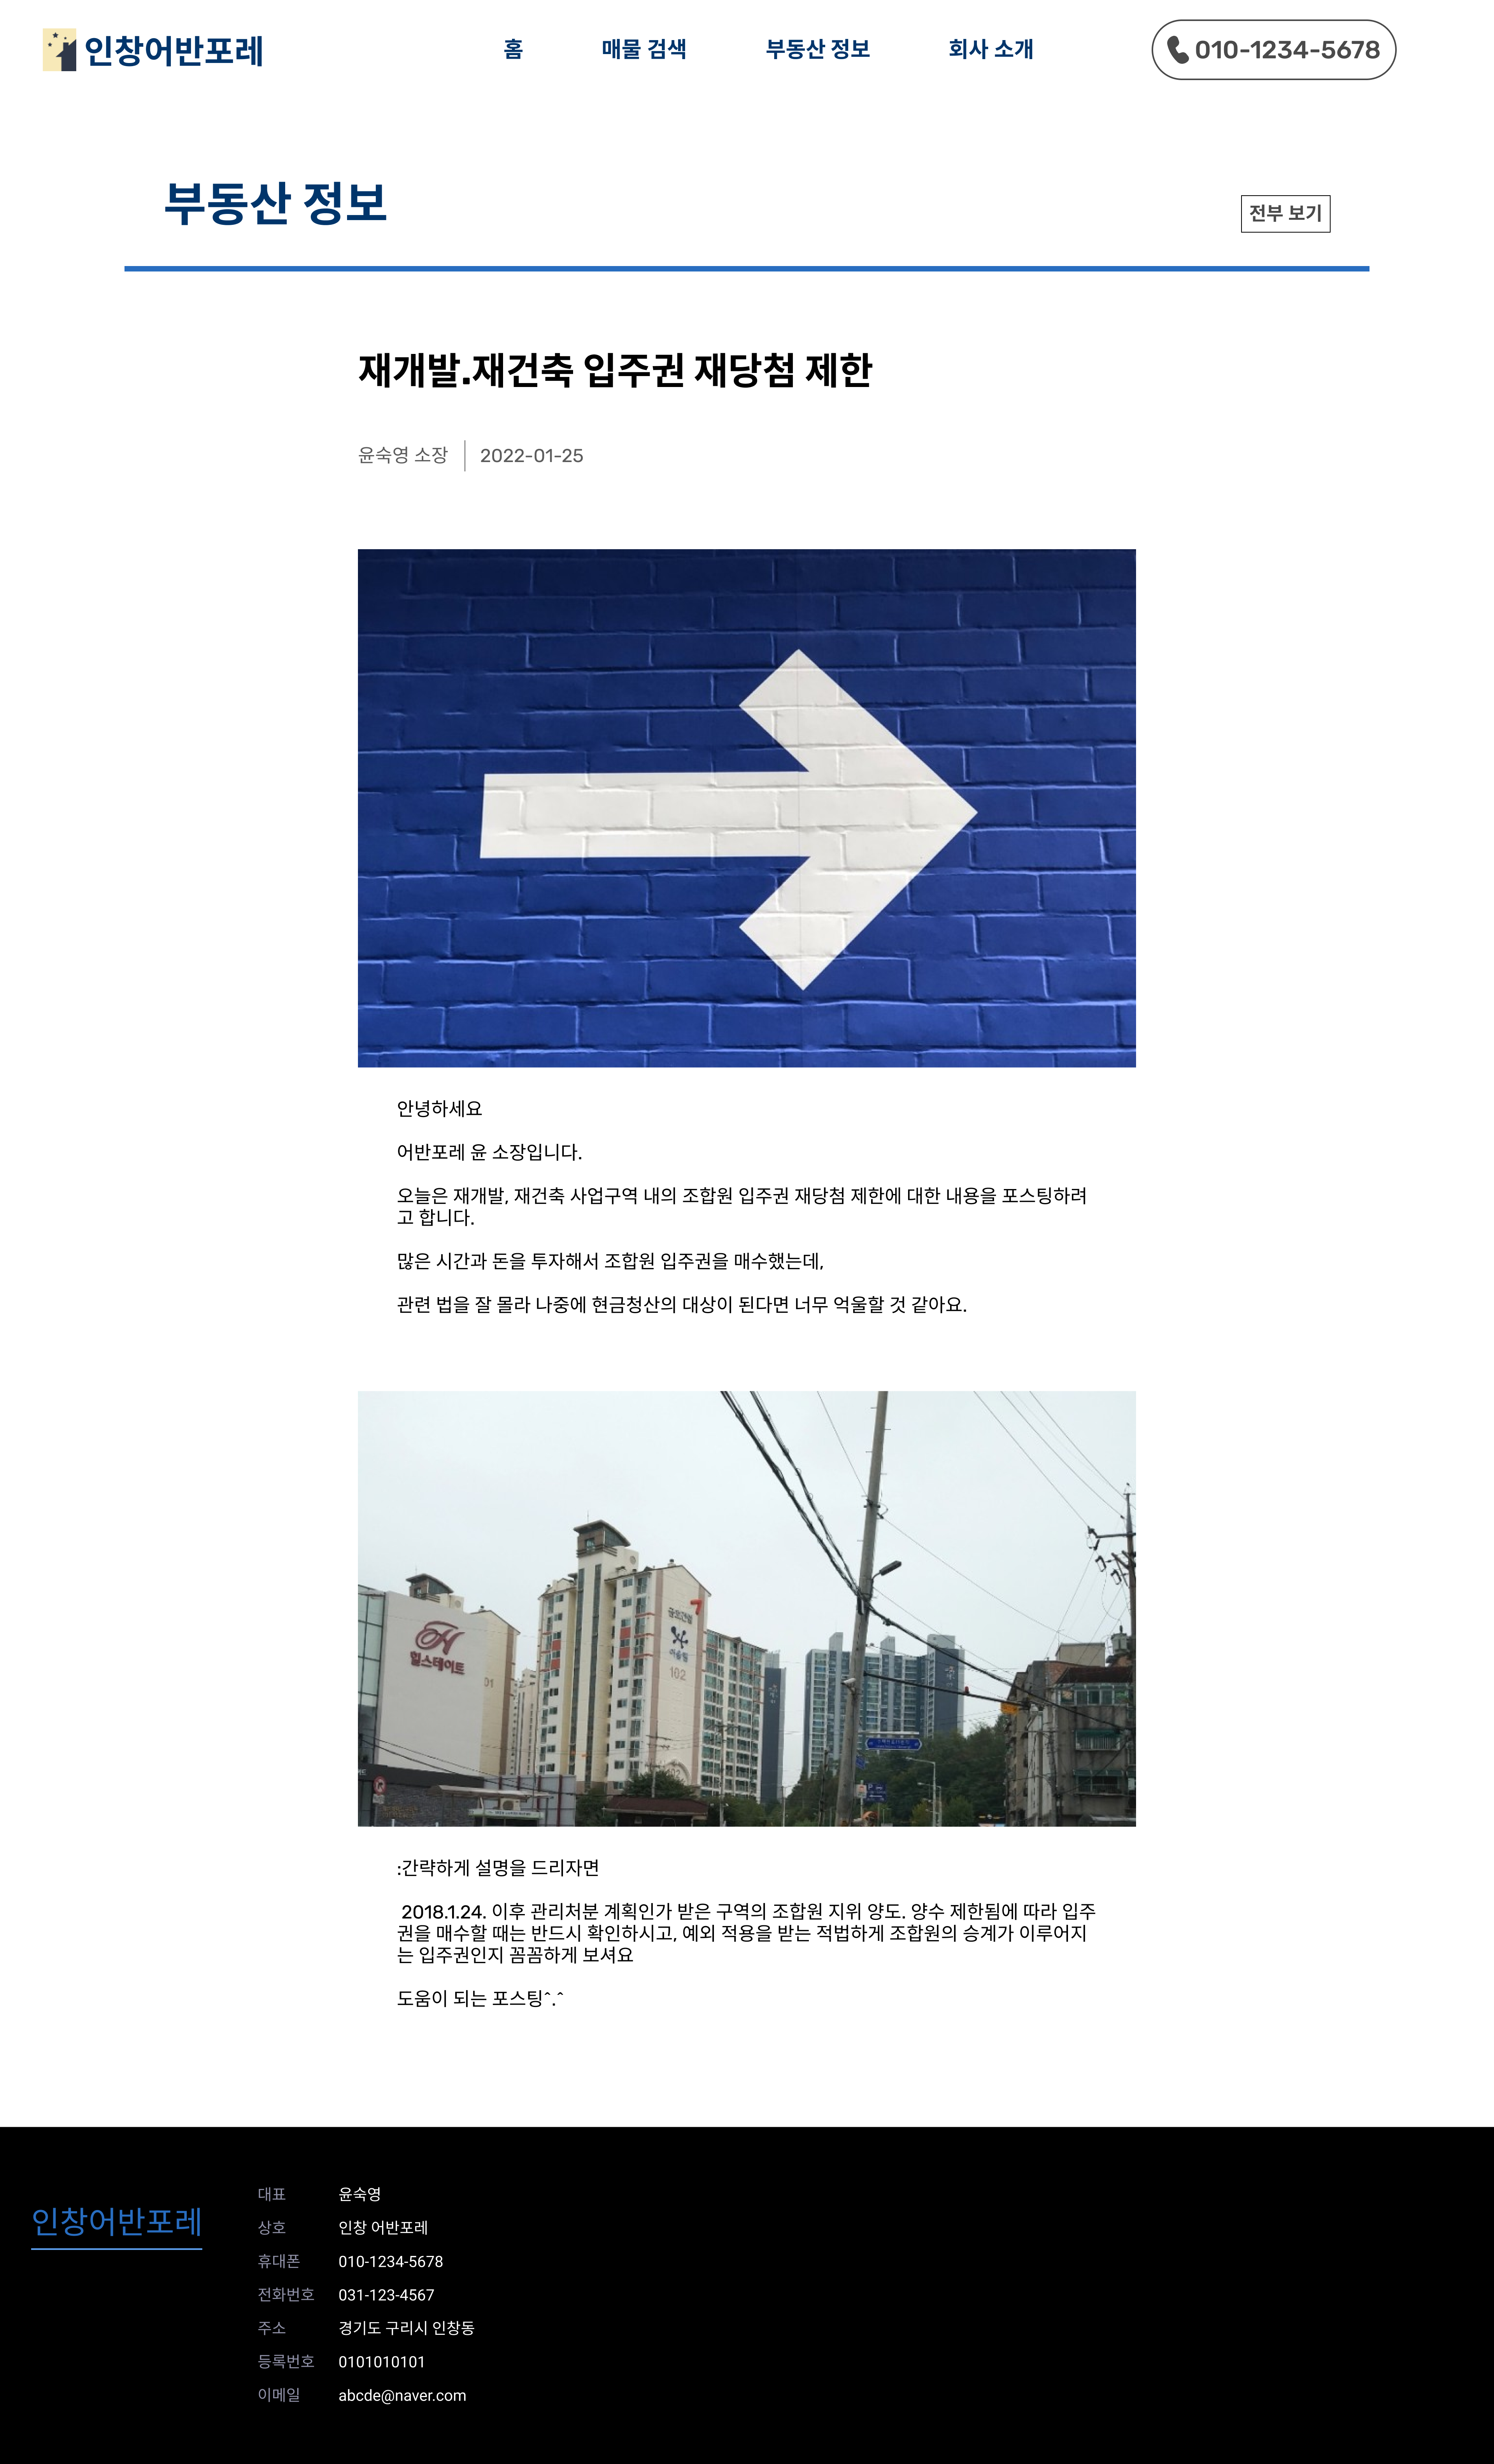 인창어반포레
홈 매물 검색 부동산 정보 회사 소개
010-1234-5678
부동산 정보
전부 보기
재개발.재건축 입주권 재당첨 제한
윤숙영 소장 2022-01-25
안녕하세요
어반포레 윤 소장입니다.
오늘은 재개발, 재건축 사업구역 내의 조합원 입주권 재당첨 제한에 대한 내용을 포스팅하려
고 합니다.
많은 시간과 돈을 투자해서 조합원 입주권을 매수했는데,
관련 법을 잘 몰라 나중에 현금청산의 대상이 된다면 너무 억울할 것 같아요.
힐스테이트
금호건설
어울림
102
:간략하게 설명을 드리자면
2018.1.24. 이후 관리처분 계획인가 받은 구역의 조합원 지위 양도. 양수 제한됨에 따라 입주
권을 매수할 때는 반드시 확인하시고, 예외 적용을 받는 적법하게 조합원의 승계가 이루어지
는 입주권인지 꼼꼼하게 보셔요
도움이 되는 포스팅^.^
인창어반포레
대표 윤숙영
상호 인창 어반포레
휴대폰 010-1234-5678
전화번호 031-123-4567
주소 경기도 구리시 인창동
등록번호 0101010101
이메일 abcde@naver.com